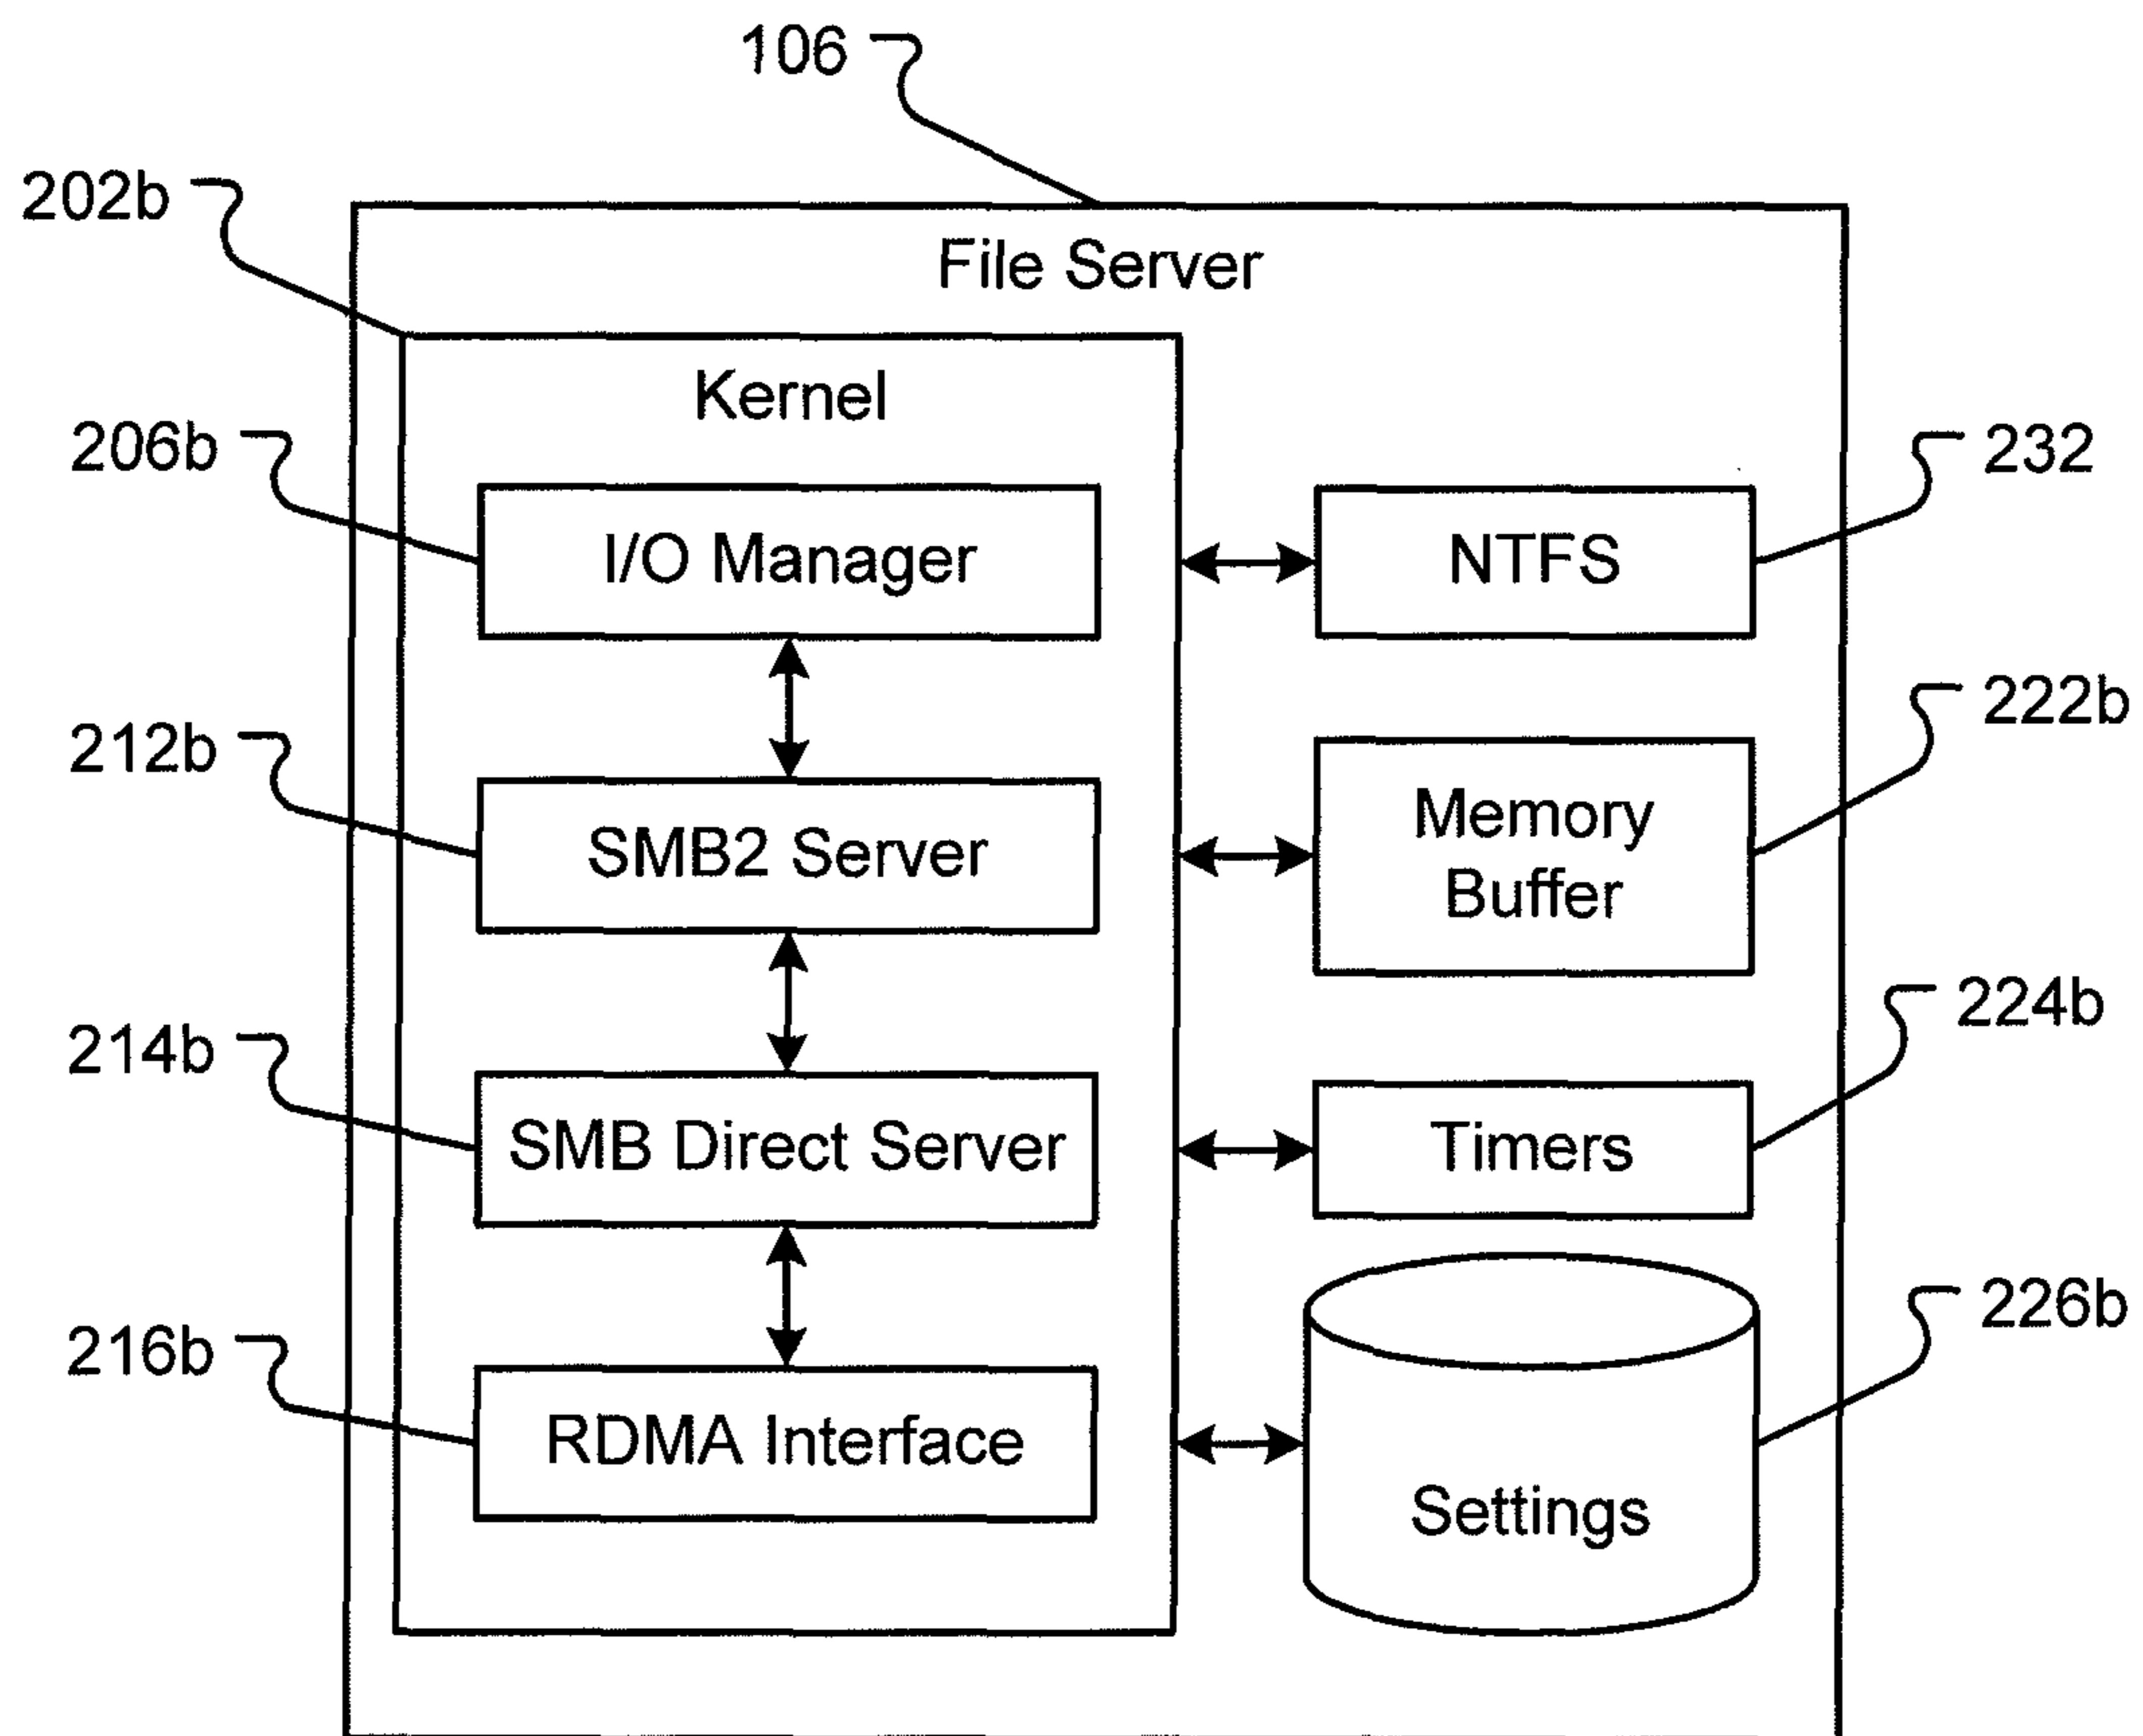 106
202b
File Server
Kernel
206b
I/O Manager
NTFS
232
212b
SMB2 Server
Memory
Buffer
222b
214b
SMB Direct Server
Timers
224b
216b
RDMA Interface
Settings
226b